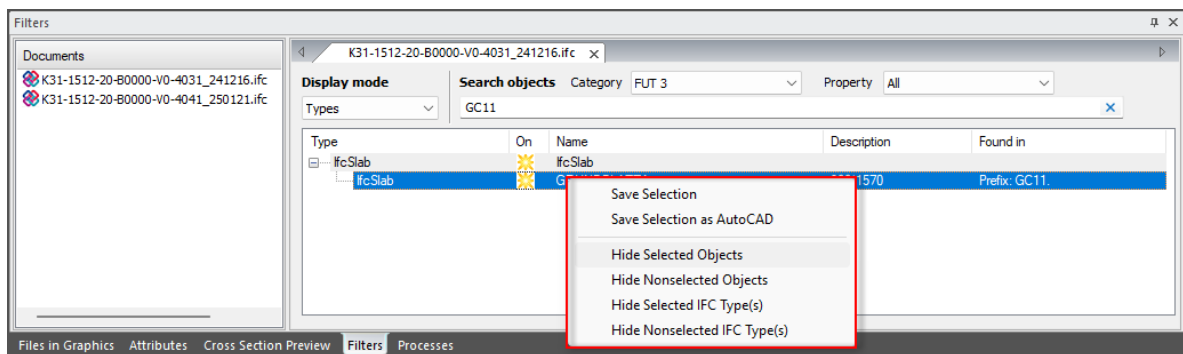 Filters
Documents
K31-1512-20-B0000-V0-4031_241216.ifc
K31-1512-20-B0000-V0-4041_250121.ifc
K31-1512-20-B0000-V0-4031_241216.ifc
Display mode
Search objects Category FUT 3 Property All
Types GC11
Type On Name Description Found in
IfcSlab IfcSlab
IfcSlab Prefix: GC11.
Save Selection
Save Selection as AutoCAD
Hide Selected Objects
Hide Nonselected Objects
Hide Selected IFC Type(s)
Hide Nonselected IFC Type(s)
Files in Graphics Attributes Cross Section Preview Filters Processes